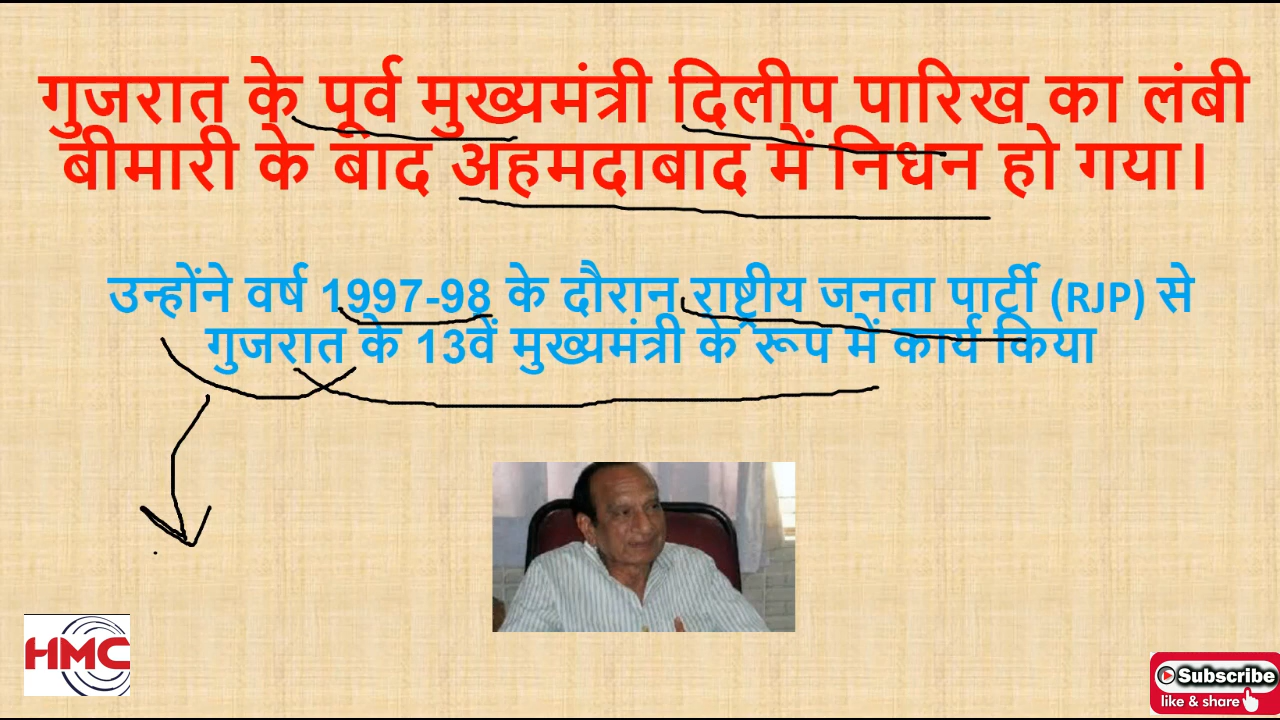 गुजरात के पूर्व मुख्यमंत्री दिलीप पारिख का लंबी
बीमारी के बाद अहमदाबाद में निधन हो गया।
उन्होंने वर्ष 1997-98 के दौरान राष्ट्रीय जनता पार्टी (RJP) से
गुजरात के 13वें मुख्यमंत्री के रूप में कार्य किया
HMC
Subscribe
like & share